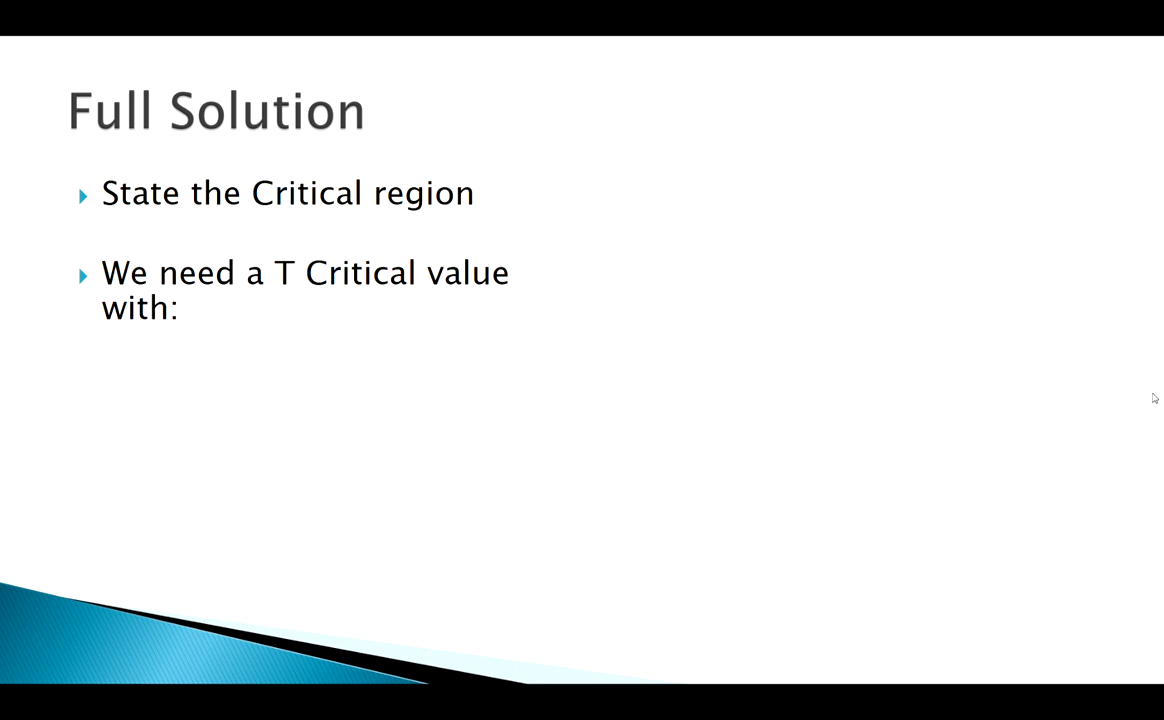 Full Solution
State the Critical region
We need a T Critical value
with: